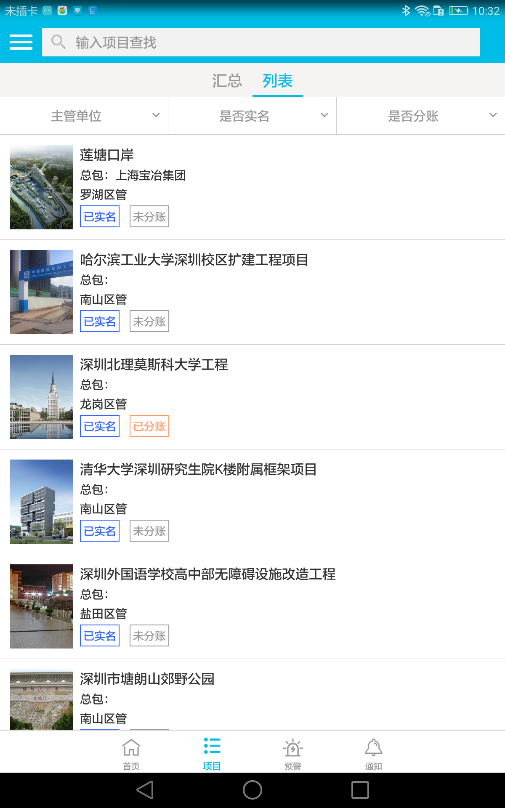 未插卡
10:32
输入项目查找
汇总
列表
主管单位
是否实名
是否分账
莲塘口岸
总包：上海宝冶集团
罗湖区管
已实名
未分账
哈尔滨工业大学深圳校区扩建工程项目
总包：
南山区管
已实名
未分账
深圳北理莫斯科大学工程
总包：
龙岗区管
已实名
已分账
清华大学深圳研究生院K楼附属框架项目
总包：
南山区管
已实名
未分账
深圳外国语学校高中部无障碍设施改造工程
总包：
盐田区管
已实名
未分账
深圳市塘朗山郊野公园
总包：
南山区管
首页
项目
预警
通知